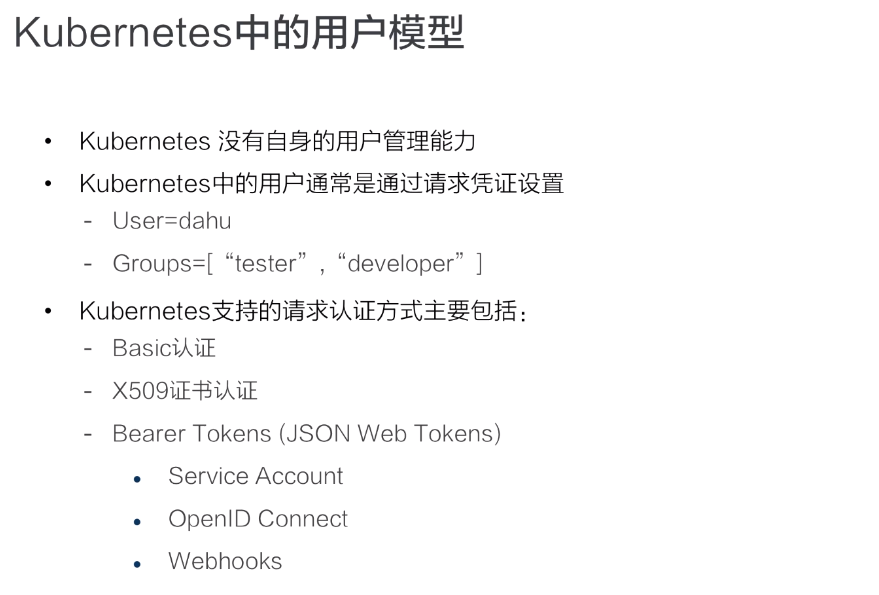 Kubernetes中的用户模型
• Kubernetes 没有自身的用户管理能力
• Kubernetes中的用户通常是通过请求凭证设置
- User=dahu
- Groups=[ “tester” , “developer” ]
• Kubernetes支持的请求认证方式主要包括：
- Basic认证
- X509证书认证
- Bearer Tokens (JSON Web Tokens)
• Service Account
• OpenID Connect
• Webhooks